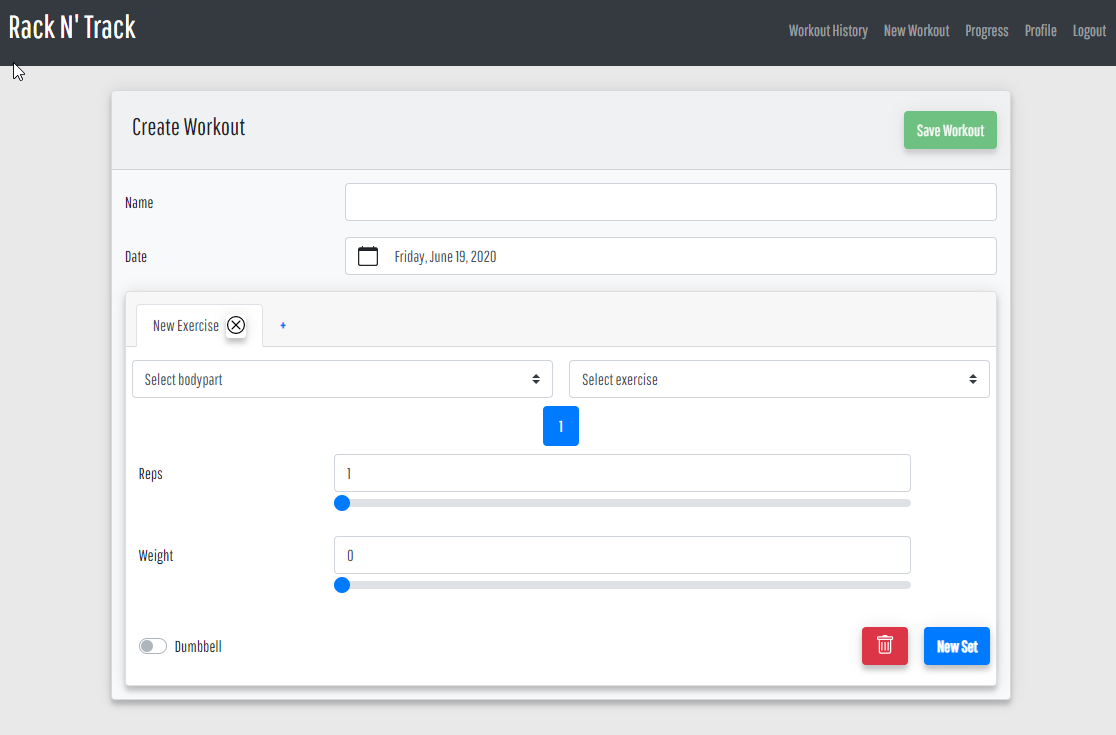 Rack N' Track
Workout History New Workout Progress Profile Logout
Create Workout
Save Workout
Name
Date
Friday, June 19, 2020
New Exercise
+
Select bodypart
Select exercise
1
Reps
1
Weight
0
Dumbbell
New Set